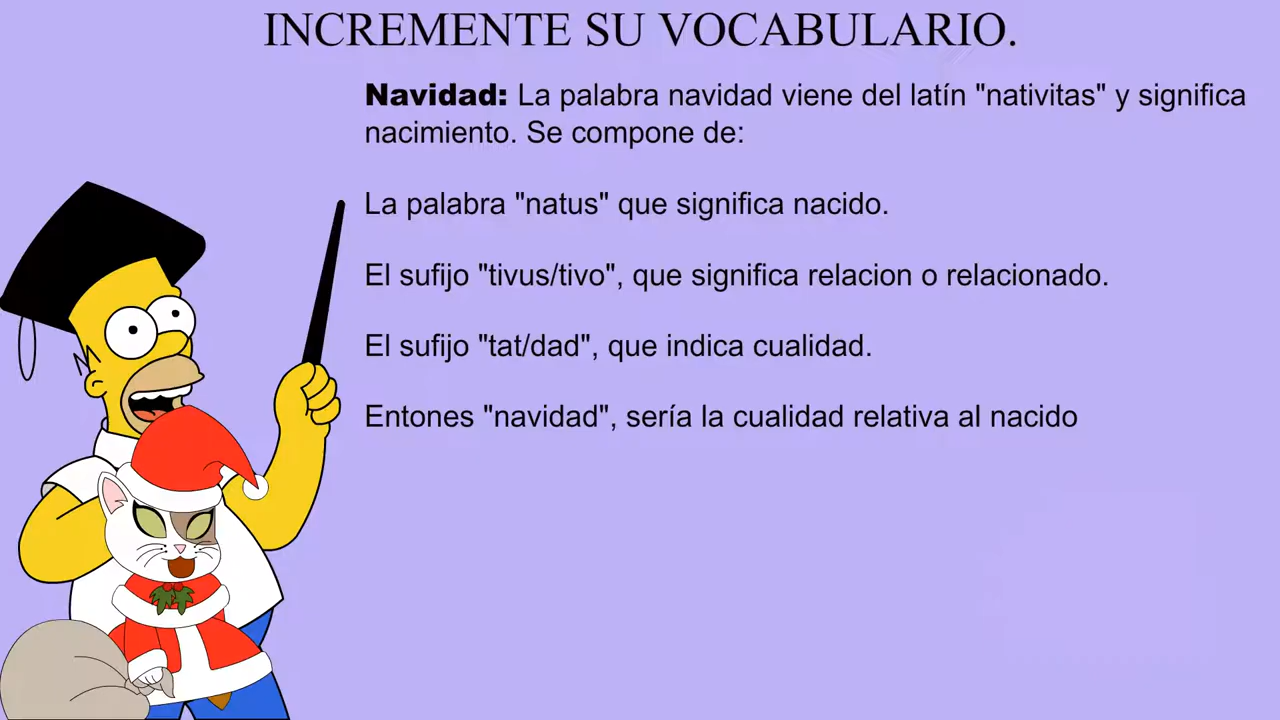 INCREMENTE SU VOCABULARIO.
Navidad: La palabra navidad viene del latín "nativitas" y significa
nacimiento. Se compone de:
La palabra "natus" que significa nacido.
El sufijo "tivus/tivo", que significa relacion o relacionado.
El sufijo "tat/dad", que indica cualidad.
Entones "navidad", sería la cualidad relativa al nacido